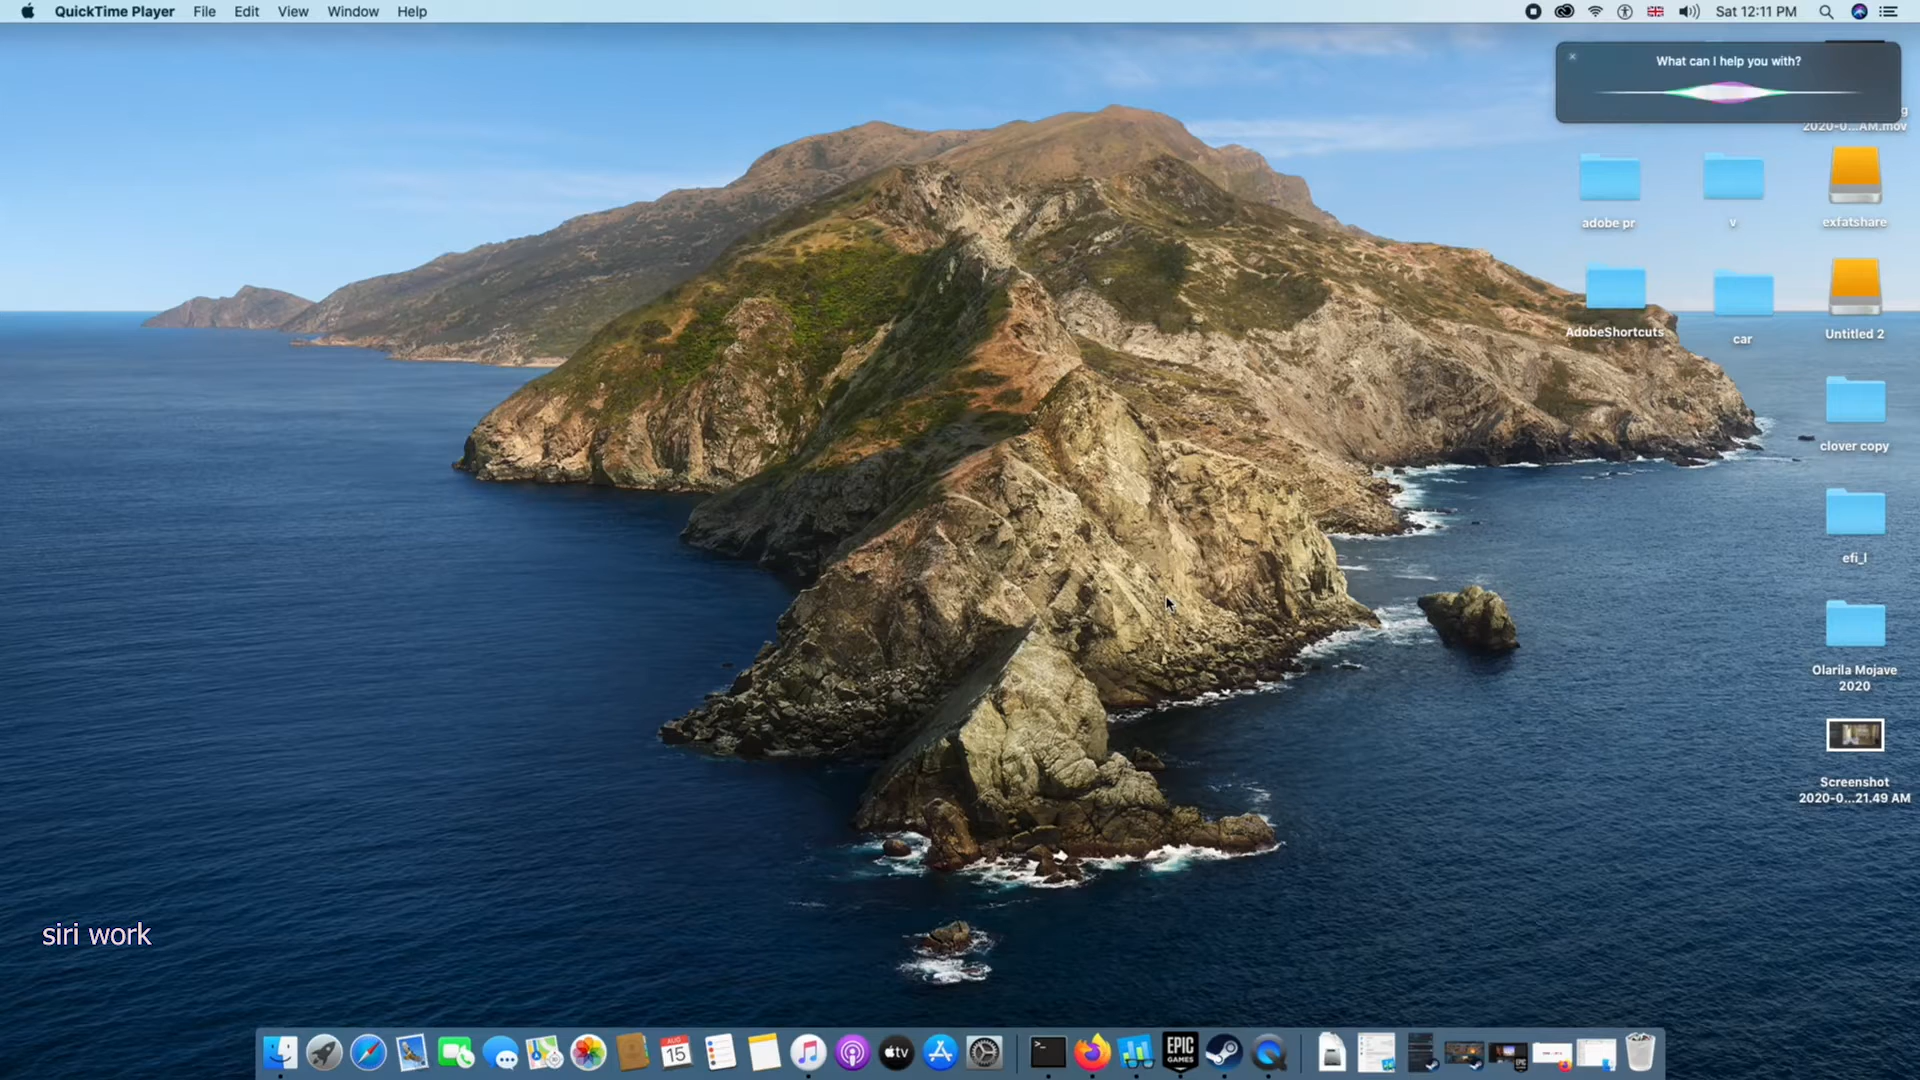 QuickTime Player File Edit View Window Help
Sat 12:11 PM
What can I help you with?
2020-0...AM.mov
adobe pr
v
exfatshare
AdobeShortcuts
car
Untitled 2
clover copy
efi_l
Olarila Mojave
2020
Screenshot
2020-0...21.49 AM
siri work
AUG
15
tv
EPIC
GAMES